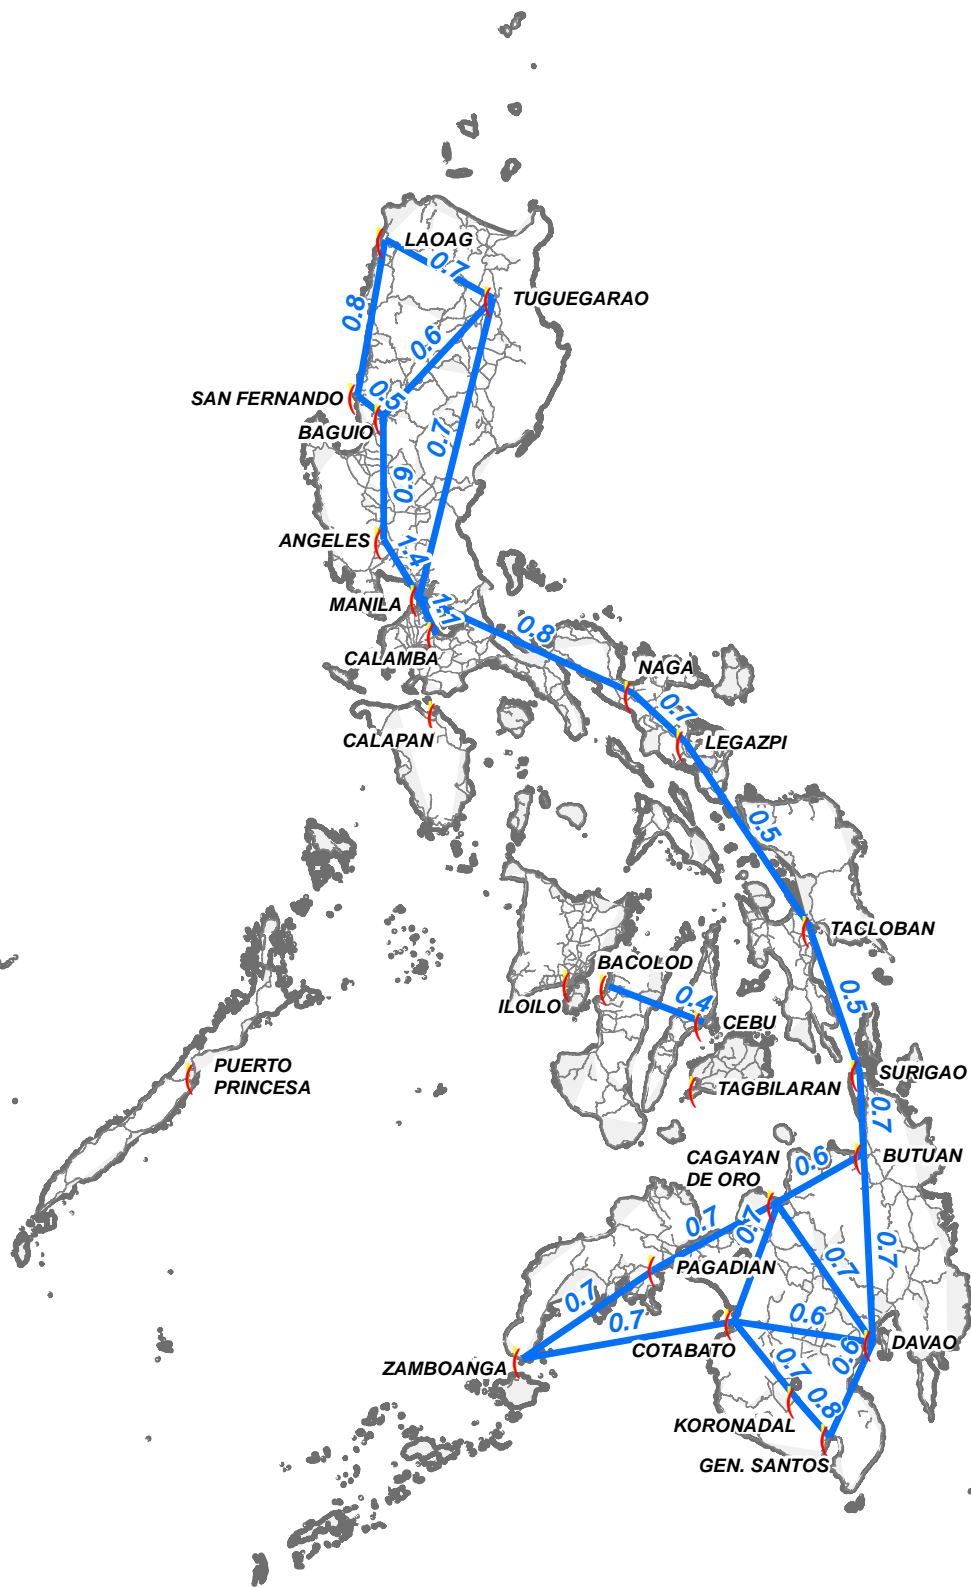 LAOAG
0.7
TUGUEGARAO
0.8
0.6
SAN FERNANDO
0.5
BAGUIO
0.7
0.9
ANGELES
1.4
MANILA
1.1
0.8
CALAMBA
NAGA
0.7
CALAPAN
LEGAZPI
0.5
TACLOBAN
BACOLOD
ILOILO
0.4
0.5
CEBU
PUERTO
PRINCESA
TAGBILARAN
SURIGAO
0.7
CAGAYAN
DE ORO
0.6
BUTUAN
0.7
0.7
0.7
0.7
PAGADIAN
0.7
0.7
0.6
COTABATO
DAVAO
0.9
ZAMBOANGA
0.7
0.8
KORONADAL
GEN. SANTOS